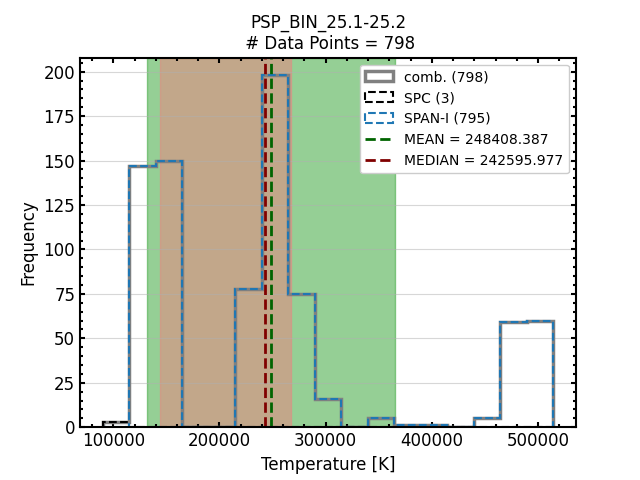 PSP_BIN_25.1-25.2
# Data Points = 798
comb. (798)
SPC (3)
SPAN-I (795)
MEAN = 248408.387
MEDIAN = 242595.977
Frequency
200
175
150
125
100
75
50
25
0
100000 200000 300000 400000 500000
Temperature [K]